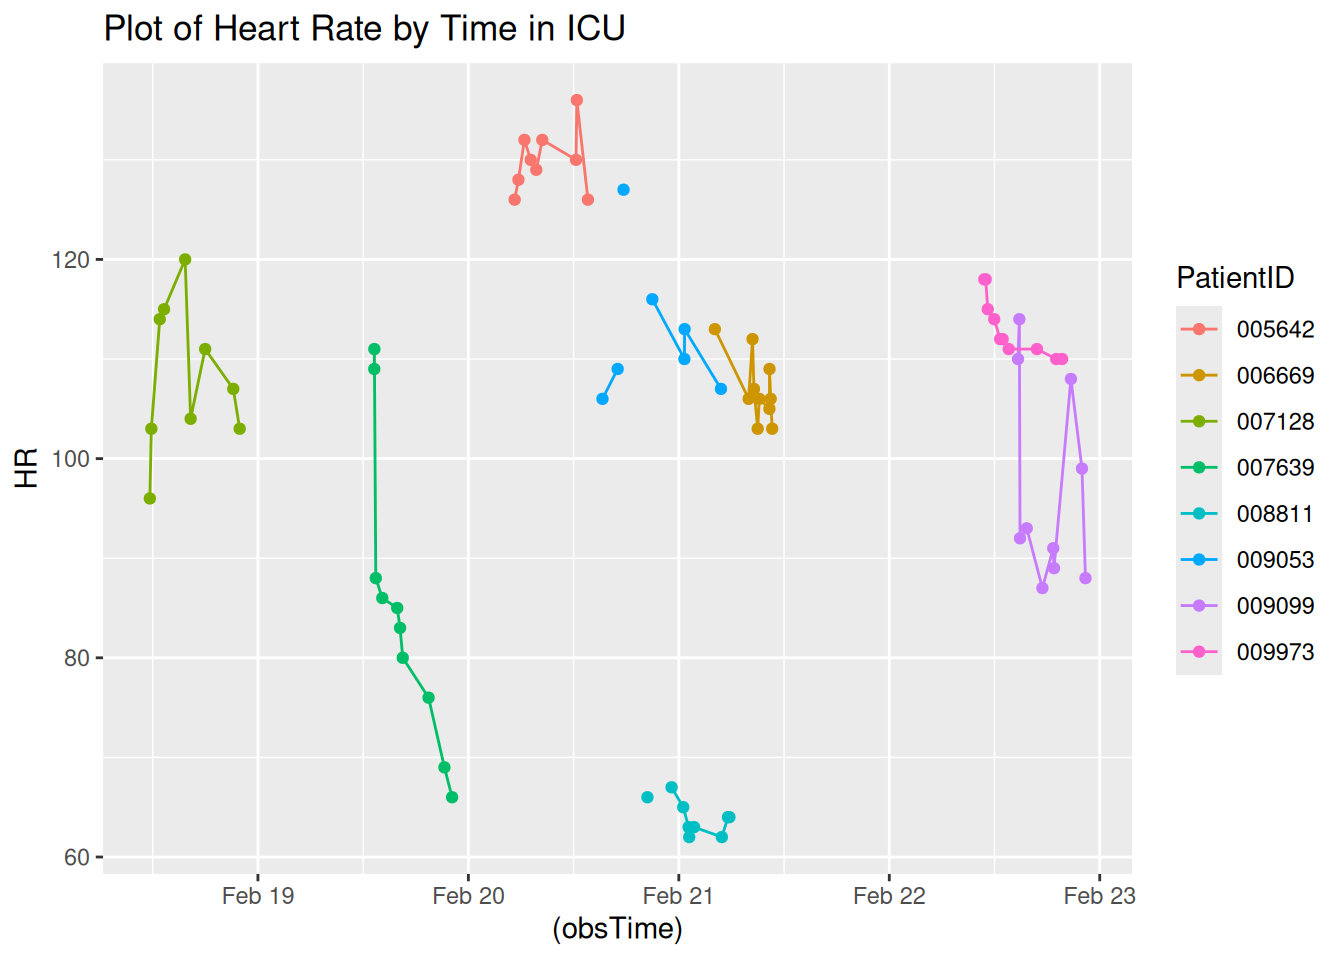 Plot of Heart Rate by Time in ICU
HR
120
100
80
60
Feb 19
Feb 20
Feb 21
Feb 22
Feb 23
(obsTime)
PatientID
005642
006669
007128
007639
008811
009053
009099
009973